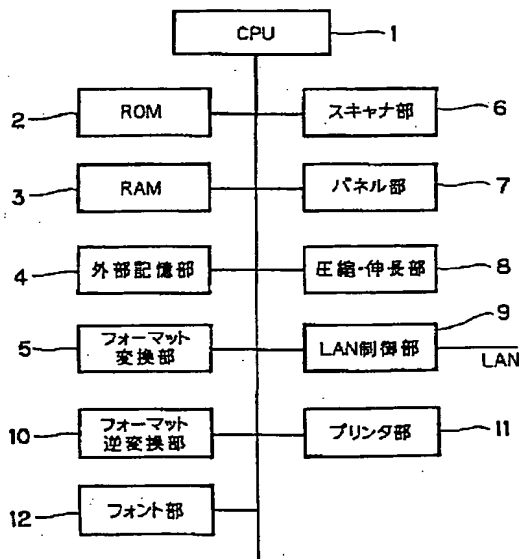 CPU 1
2 ROM スキャナ部 6
3 RAM パネル部 7
4 外部記憶部 圧縮・伸長部 8
9
5 フォーマット
変換部 LAN制御部 LAN
10 フォーマット
逆変換部 プリンタ部 11
12 フォント部